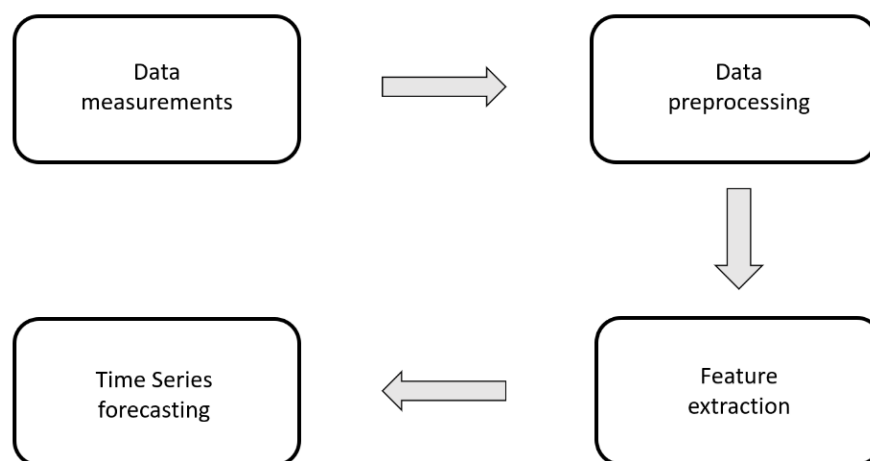 Data
measurements
Data
preprocessing
Feature
extraction
Time Series
forecasting